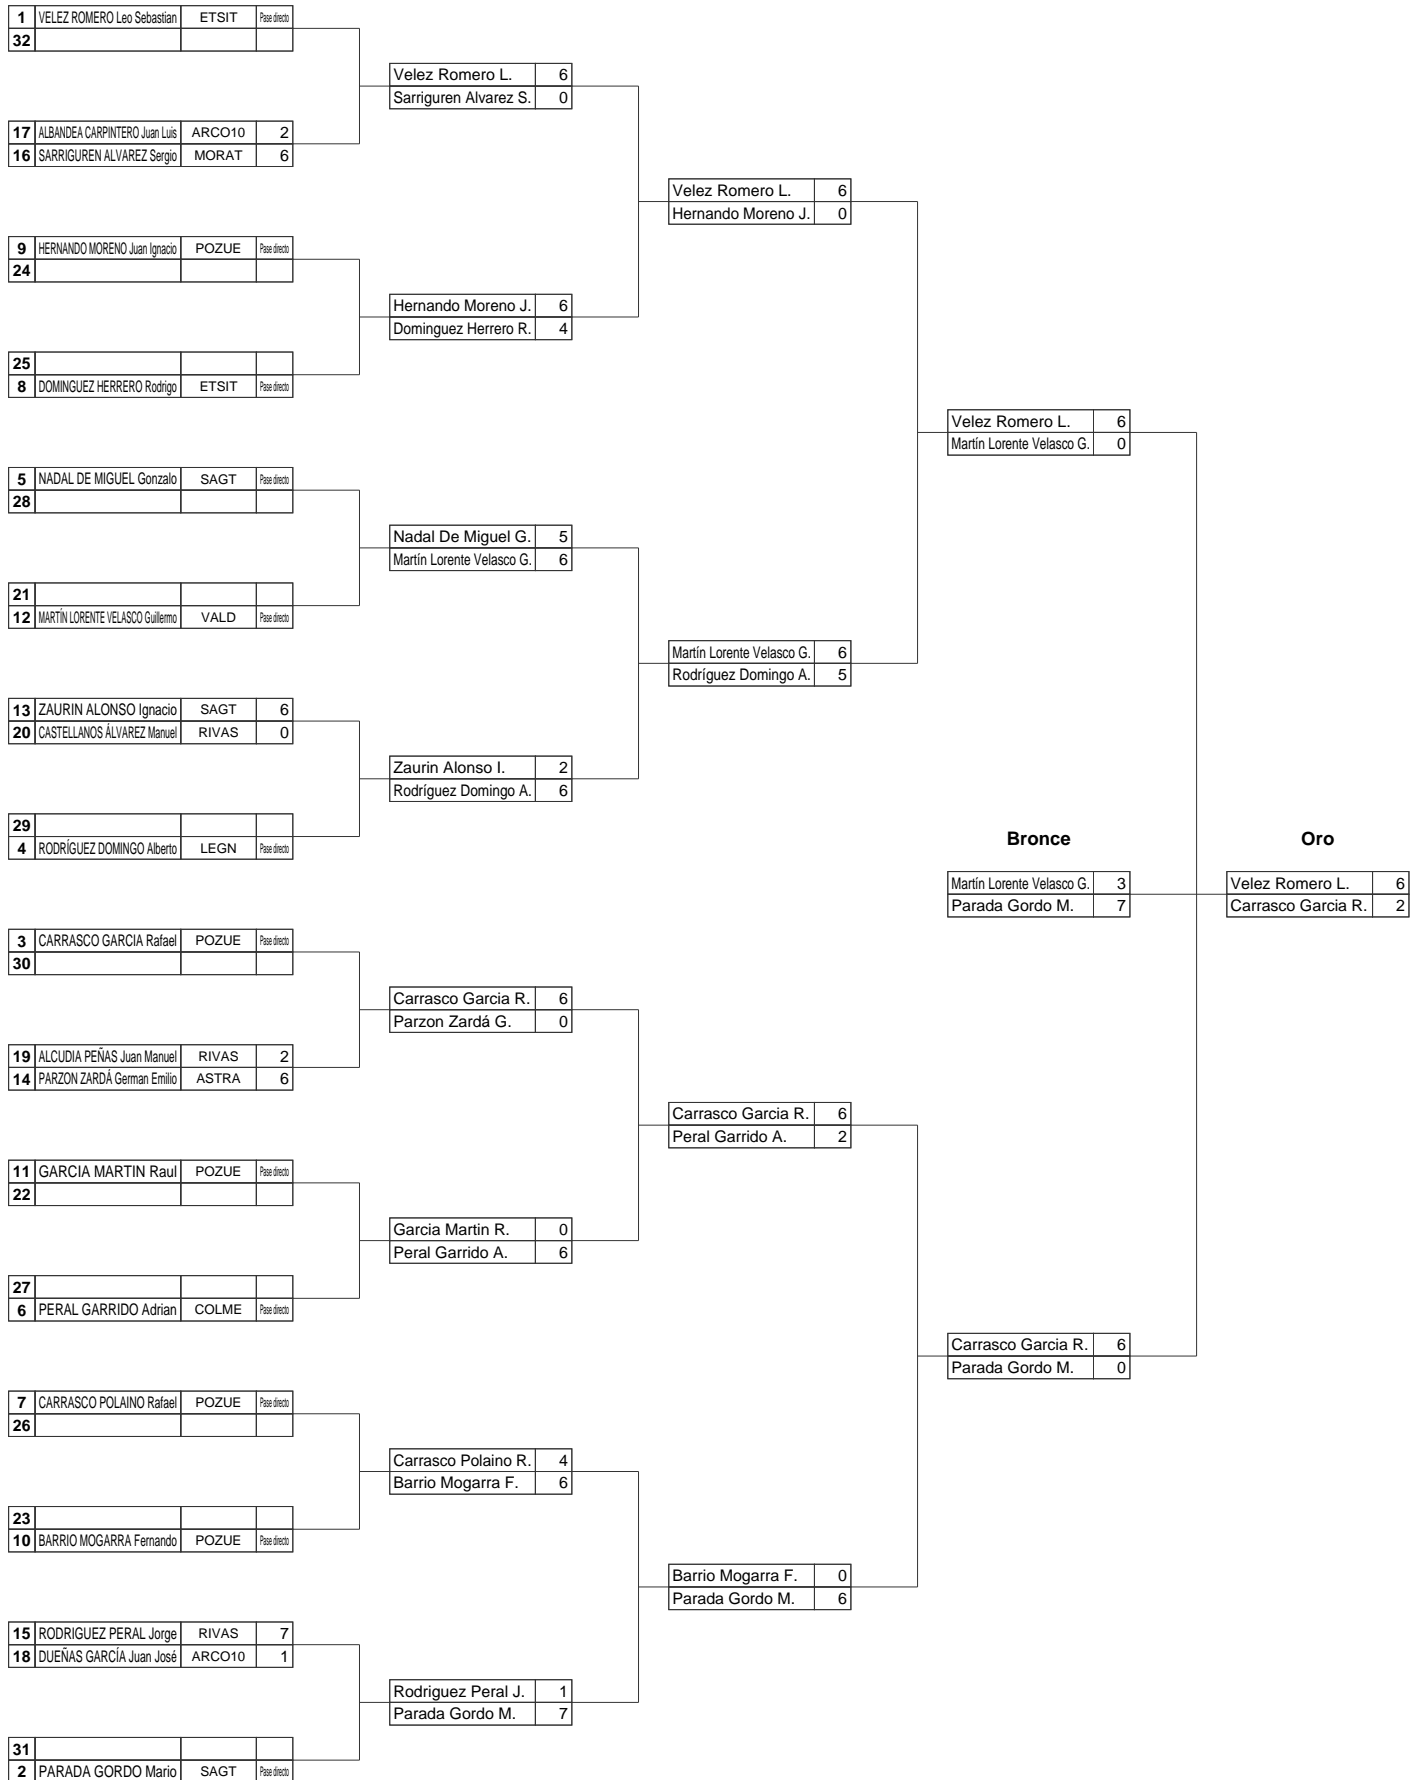 1 VELEZ ROMERO Leo Sebastian ETSIT Pase directo
32
Velez Romero L. 6
Sarriguren Alvarez S. 0
17 ALBANDEA CARPINTERO Juan Luis ARCO10 2
16 SARRIGUREN ALVAREZ Sergio MORAT 6
Velez Romero L. 6
Hernando Moreno J. 0
9 HERNANDO MORENO Juan Ignacio POZUE Pase directo
24
Hernando Moreno J. 6
Dominguez Herrero R. 4
25
8 DOMINGUEZ HERRERO Rodrigo ETSIT Pase directo
Velez Romero L. 6
Martín Lorente Velasco G. 0
5 NADAL DE MIGUEL Gonzalo SAGT Pase directo
28
Nadal De Miguel G. 5
Martín Lorente Velasco G. 6
21
12 MARTÍN LORENTE VELASCO Guillermo VALD Pase directo
Martín Lorente Velasco G. 6
Rodríguez Domingo A. 5
13 ZAURIN ALONSO Ignacio SAGT 6
20 CASTELLANOS ÁLVAREZ Manuel RIVAS 0
Zaurin Alonso I. 2
Rodríguez Domingo A. 6
29
4 RODRÍGUEZ DOMINGO Alberto LEGN Pase directo
Bronce Oro
Martín Lorente Velasco G. 3 Velez Romero L. 6
Parada Gordo M. 7 Carrasco Garcia R. 2
3 CARRASCO GARCIA Rafael POZUE Pase directo
30
Carrasco Garcia R. 6
Parzon Zardá G. 0
19 ALCUDIA PEÑAS Juan Manuel RIVAS 2
14 PARZON ZARDÁ German Emilio ASTRA 6
Carrasco Garcia R. 6
Peral Garrido A. 2
11 GARCIA MARTIN Raul POZUE Pase directo
22
Garcia Martin R. 0
Peral Garrido A. 6
27
6 PERAL GARRIDO Adrian COLME Pase directo
Carrasco Garcia R. 6
Parada Gordo M. 0
7 CARRASCO POLAINO Rafael POZUE Pase directo
26
Carrasco Polaino R. 4
Barrio Mogarra F. 6
23
10 BARRIO MOGARRA Fernando POZUE Pase directo
Barrio Mogarra F. 0
Parada Gordo M. 6
15 RODRIGUEZ PERAL Jorge RIVAS 7
18 DUEÑAS GARCÍA Juan José ARCO10 1
Rodriguez Peral J. 1
Parada Gordo M. 7
31
2 PARADA GORDO Mario SAGT Pase directo